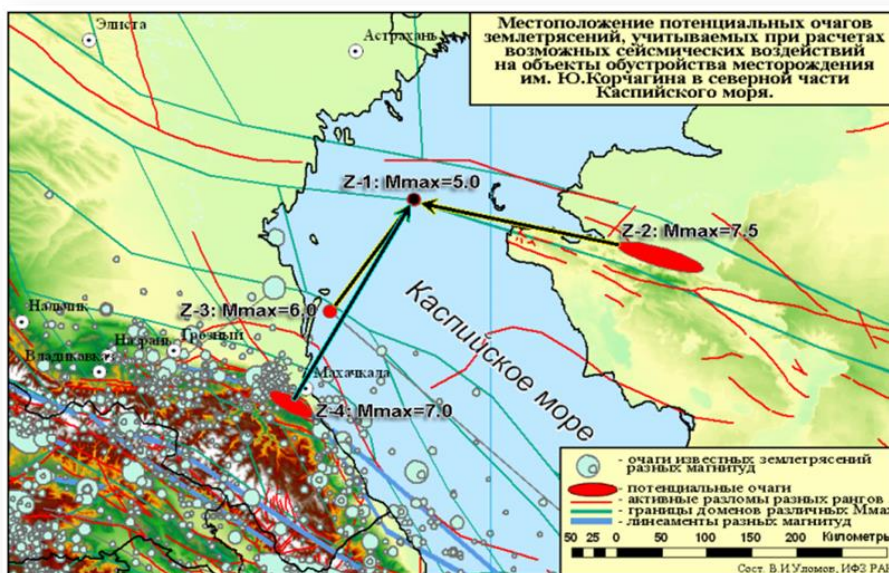 Местоположение потенциальных очагов
землетрясений, учитываемых при расчетах
возможных сейсмических воздействий
на объекты обустройства месторождения
им. Ю.Корчагина в северной части
Каспийского моря.
Элиста
Астрахань
Z-1: Mmax=5.0
Z-2: Mmax=7.5
Z-3: Mmax=6.0
Нальчик
Назрань
Грозный
Владикавка
Каспийское море
Махачкала
Z-4: Mmax=7.0
- очаги известных землетрясений
разных магнитуд
- потенциальные очаги
- активные разломы разных рангов
- границы доменов различных Mmax
- линеаменты разных магнитуд
50 25 0 50 100 150 200 Километры
Сост. В.И.Уломов, ИФЗ РАН